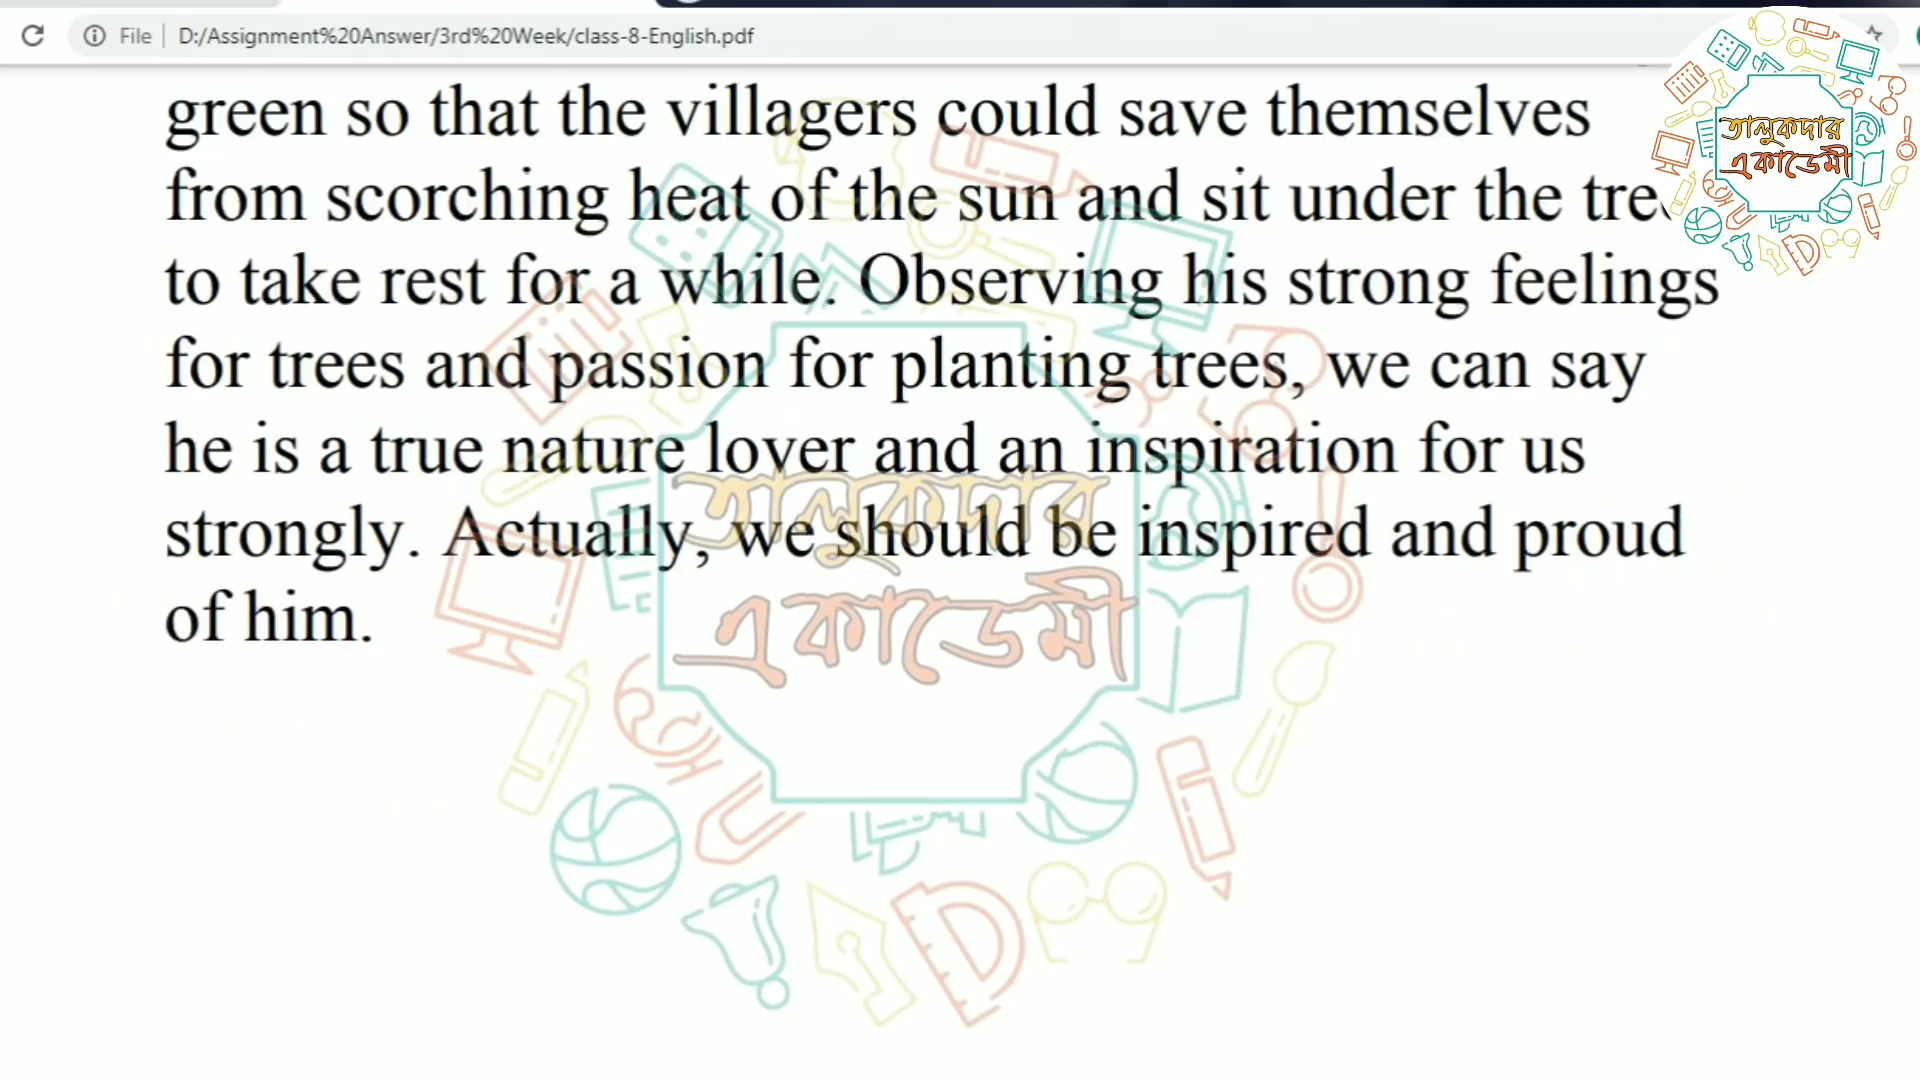 File
D:/Assignment%20Answer/3rd%20Week/class-8-English.pdf
তালুকদার
একাডেমী
green so that the villagers could save themselves
from scorching heat of the sun and sit under the
to take rest for a while. Observing his strong feelings
for trees and passion for planting trees, we can say
he is a true nature lover and an inspiration for us
strongly. Actually, we should be inspired and proud
of him.
তালুকদার
একাডেমী